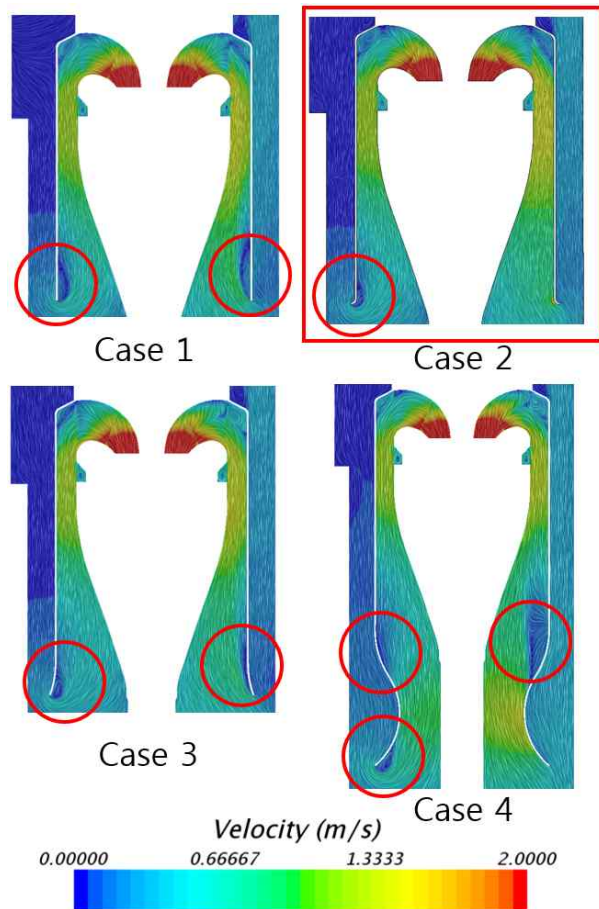 Case 1
Case 2
Case 3
Case 4
Velocity (m/s)
0.00000 0.66667 1.3333 2.0000